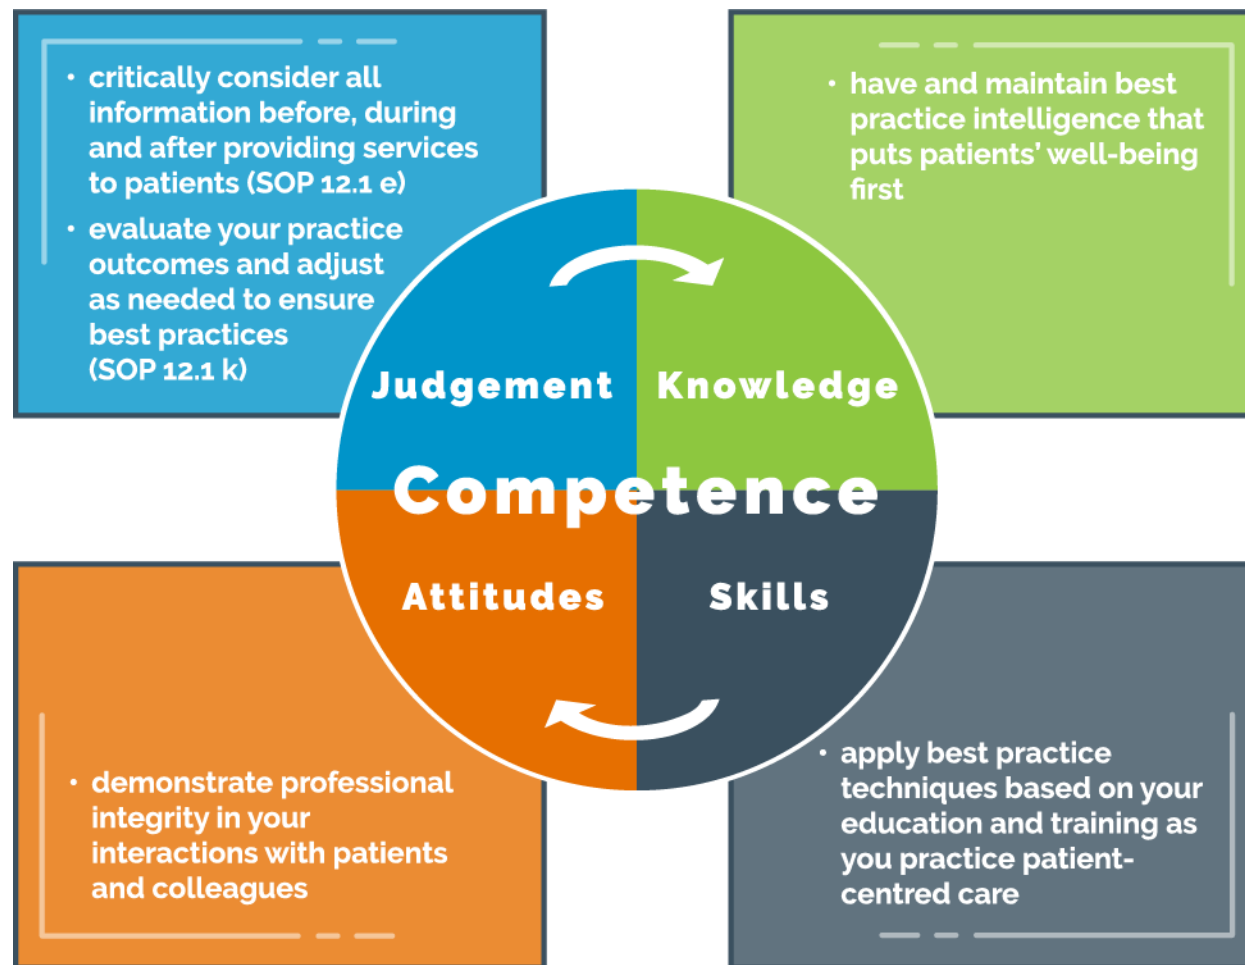 • critically consider all
information before, during
and after providing services
to patients (SOP 12.1 e)
• evaluate your practice
outcomes and adjust
as needed to ensure
best practices
(SOP 12.1 k)
• have and maintain best
practice intelligence that
puts patients’ well-being
first
Judgement
Knowledge
Competence
Attitudes
Skills
• demonstrate professional
integrity in your
interactions with patients
and colleagues
• apply best practice
techniques based on your
education and training as
you practice patient-
centred care